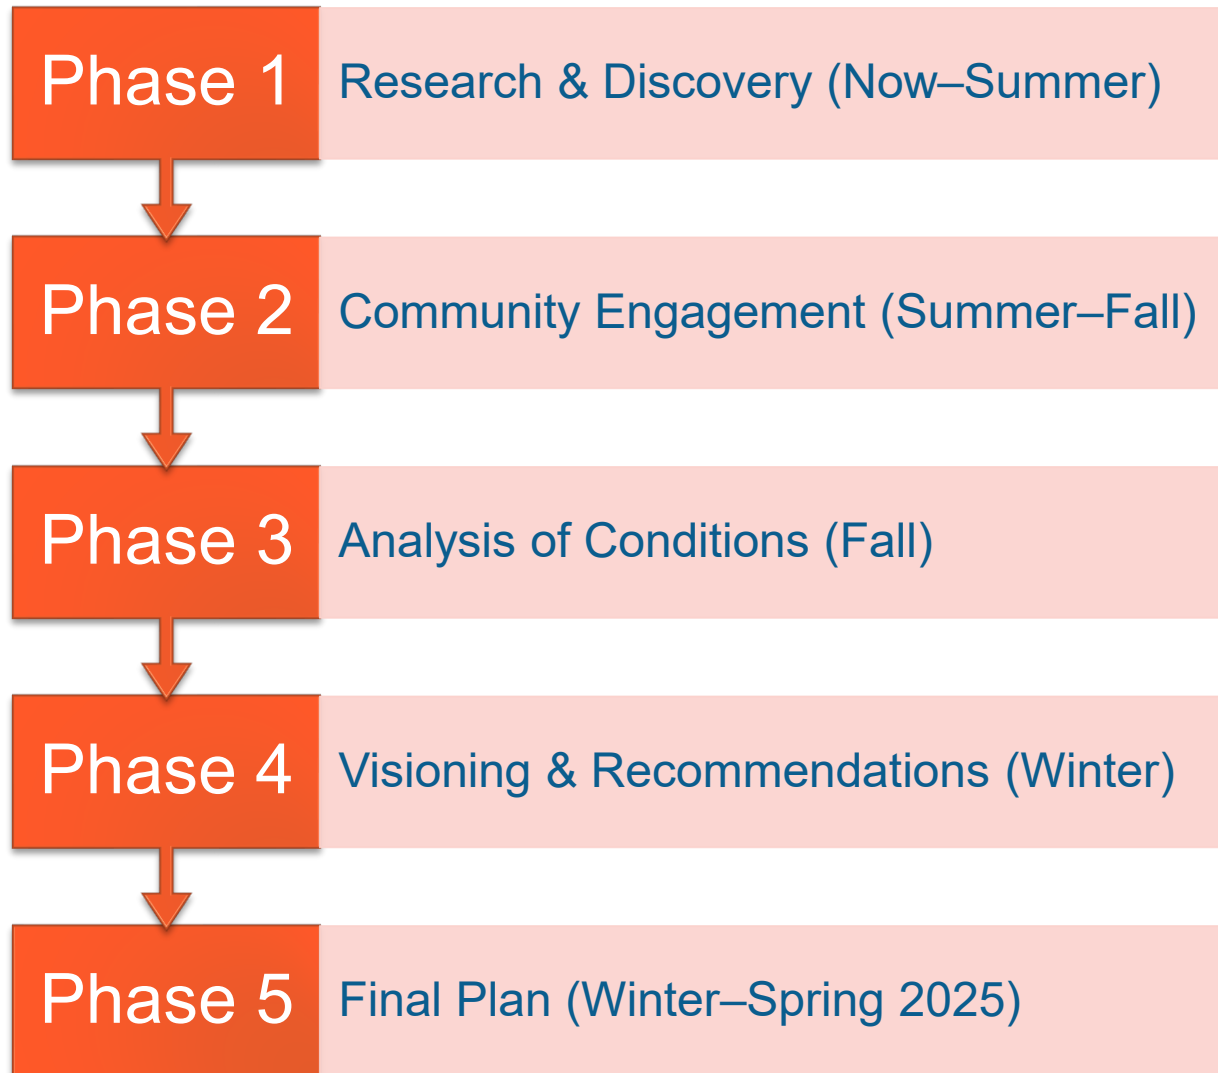 Phase 1
Research & Discovery (Now–Summer)
Phase 2
Community Engagement (Summer–Fall)
Phase 3
Analysis of Conditions (Fall)
Phase 4
Visioning & Recommendations (Winter)
Phase 5
Final Plan (Winter–Spring 2025)